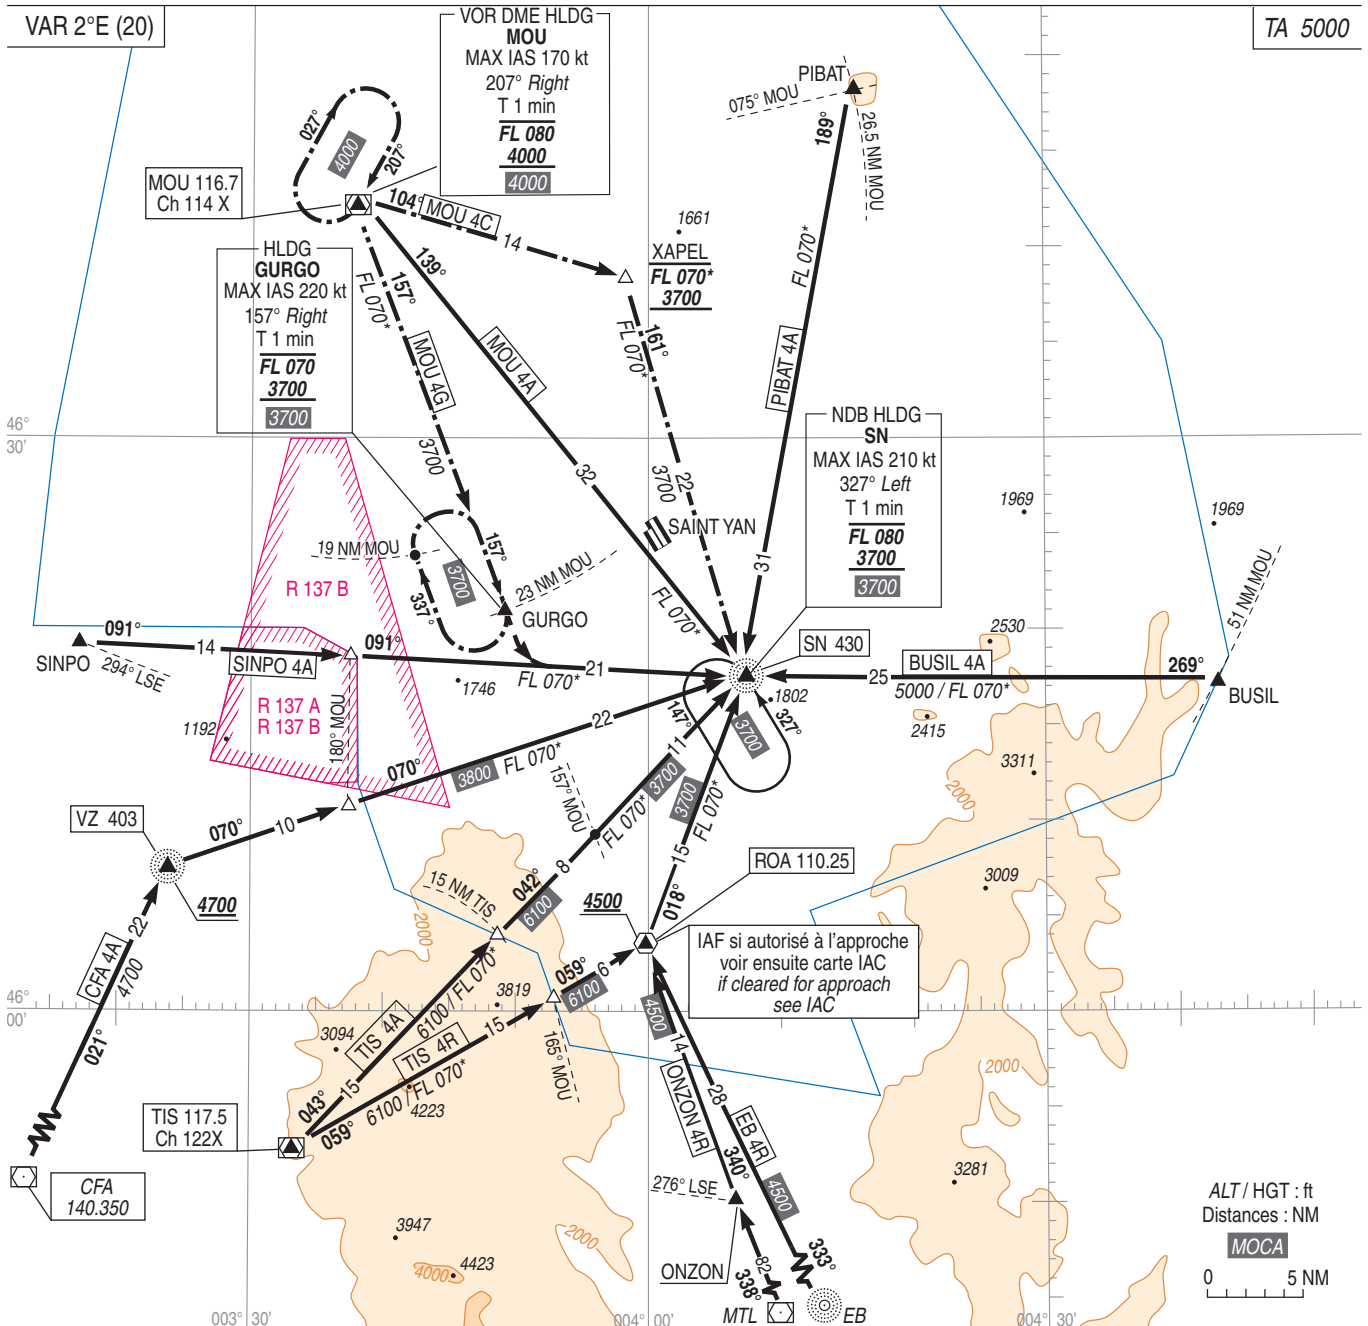 VAR 2°E (20)
TA 5000
VOR DME HLDG
MOU
MAX IAS 170 kt
207° Right
T 1 min
FL 080
4000
4000
PIBAT
075° MOU
26.5 NM MOU
189°
FL 070*
PIBAT 4A
31
027°
4000
207°
MOU 116.7
Ch 114 X
104°
MOU 4C
14
1661
XAPEL
FL 070*
3700
161°
FL 070*
22
3700
139°
MOU 4A
32
FL 070*
157°
FL 070*
MOU 4G
3700
HLDG
GURGO
MAX IAS 220 kt
157° Right
T 1 min
FL 070
3700
3700
46°
30'
NDB HLDG
SN
MAX IAS 210 kt
327° Left
T 1 min
FL 080
3700
3700
1969
1969
SAINT YAN
19 NM MOU
157°
3700
337°
23 NM MOU
GURGO
R 137 B
51 NM MOU
2530
SN 430
091°
14
SINPO
SINPO 4A
294° LSE
091°
21
FL 070*
BUSIL 4A
25
5000 / FL 070*
269°
BUSIL
1746
1802
147°
327°
3700
2415
R 137 A
R 137 B
1192
180° MOU
22
070°
3800
FL 070*
11
3700
FL 070*
157° MOU
3700
FL 070*
15
3311
2000
VZ 403
070°
10
4700
8
042°
6100
15 NM TIS
2000
4500
018°
ROA 110.25
3009
IAF si autorisé à l'approche
voir ensuite carte IAC
if cleared for approach
see IAC
22
CFA 4A
4700
021°
059°
6
6100
3819
46°
00'
3094
TIS 4A
6100 / FL 070*
15
043°
TIS 4R
15
6100 / FL 070*
059°
4223
165° MOU
4500
14
ONZON 4R
340°
28
EB 4R
4500
333°
2000
TIS 117.5
Ch 122X
CFA
140.350
276° LSE
3281
ALT / HGT : ft
Distances : NM
MOCA
0 5 NM
3947
2000
4000
4423
ONZON
82
338°
MTL
EB
003° 30'
004° 00'
004° 30'